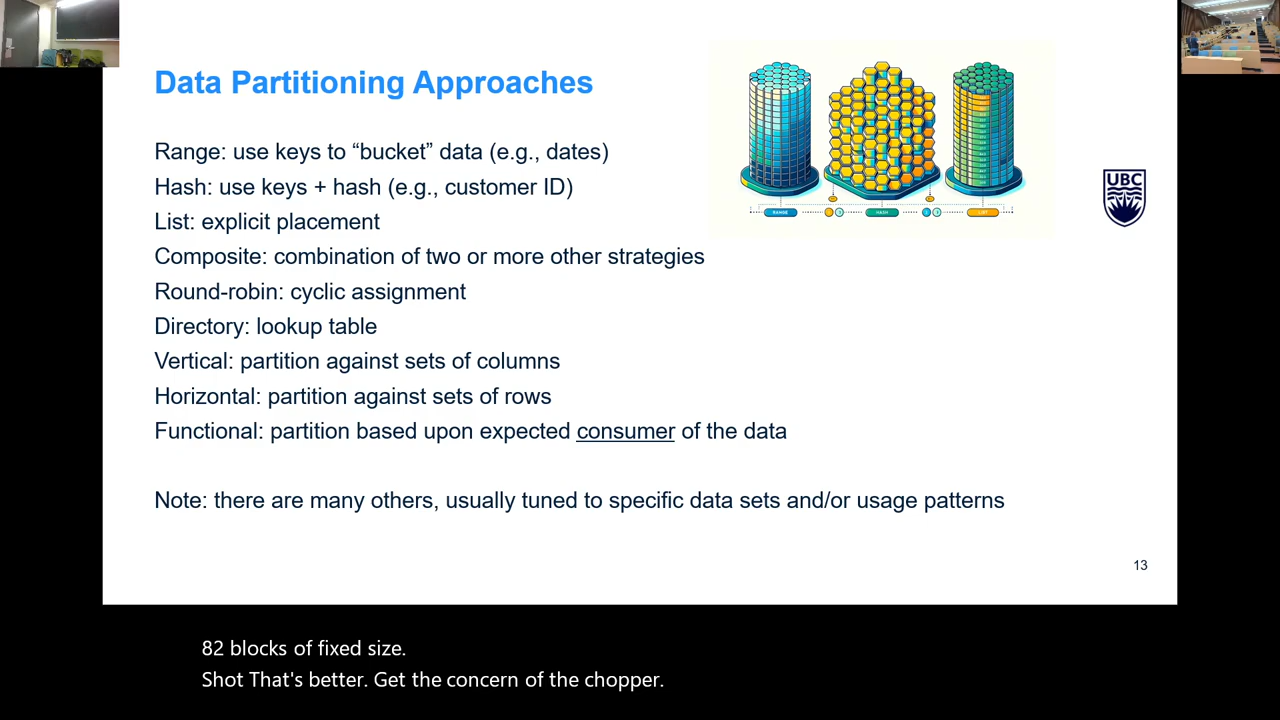 Data Partitioning Approaches
Range: use keys to “bucket” data (e.g., dates)
Hash: use keys + hash (e.g., customer ID)
List: explicit placement
Composite: combination of two or more other strategies
Round-robin: cyclic assignment
Directory: lookup table
Vertical: partition against sets of columns
Horizontal: partition against sets of rows
Functional: partition based upon expected consumer of the data
Note: there are many others, usually tuned to specific data sets and/or usage patterns
RANGE
HASH
LIST
UBC
13
82 blocks of fixed size.
Shot That's better. Get the concern of the chopper.